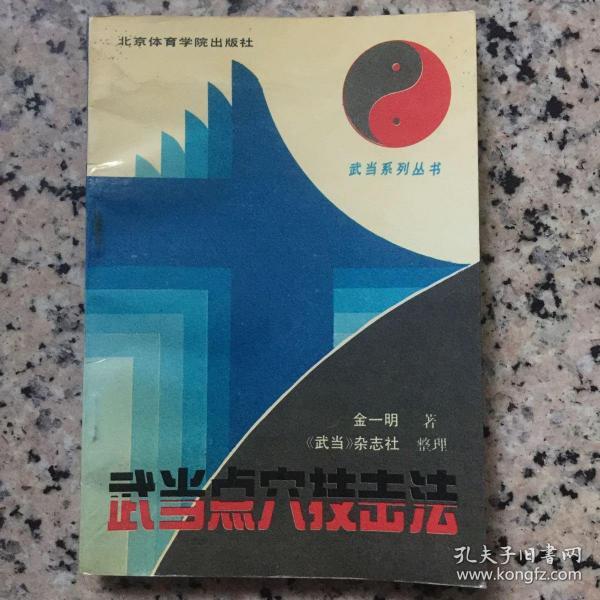 北京体育学院出版社
武当系列丛书
金一明 著
《武当》杂志社 整理
武当点穴技击法
孔夫子旧书网
www.kongfz.com